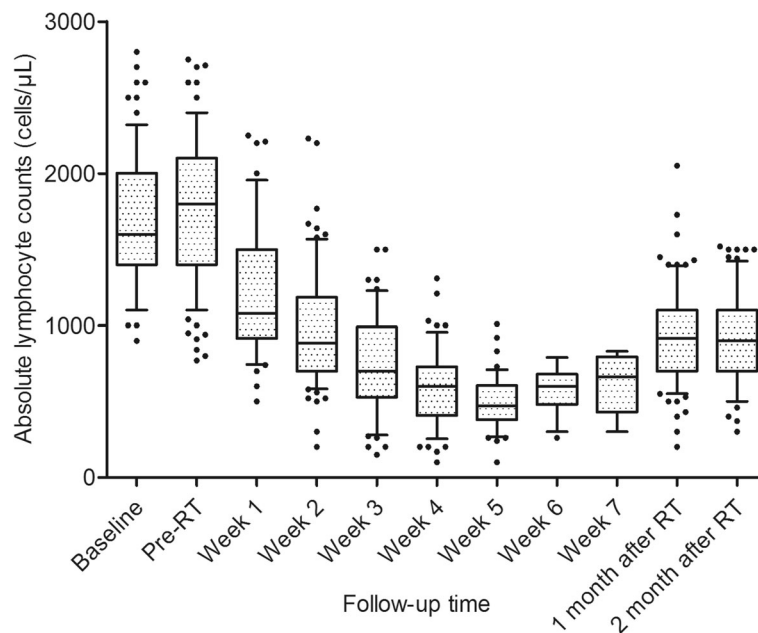 Absolute lymphocyte counts (cells/μL)
3000
2000
1000
0
Baseline
Pre-RT
Week 1
Week 2
Week 3
Week 4
Week 5
Week 6
Week 7
1 month after RT
2 month after RT
Follow-up time